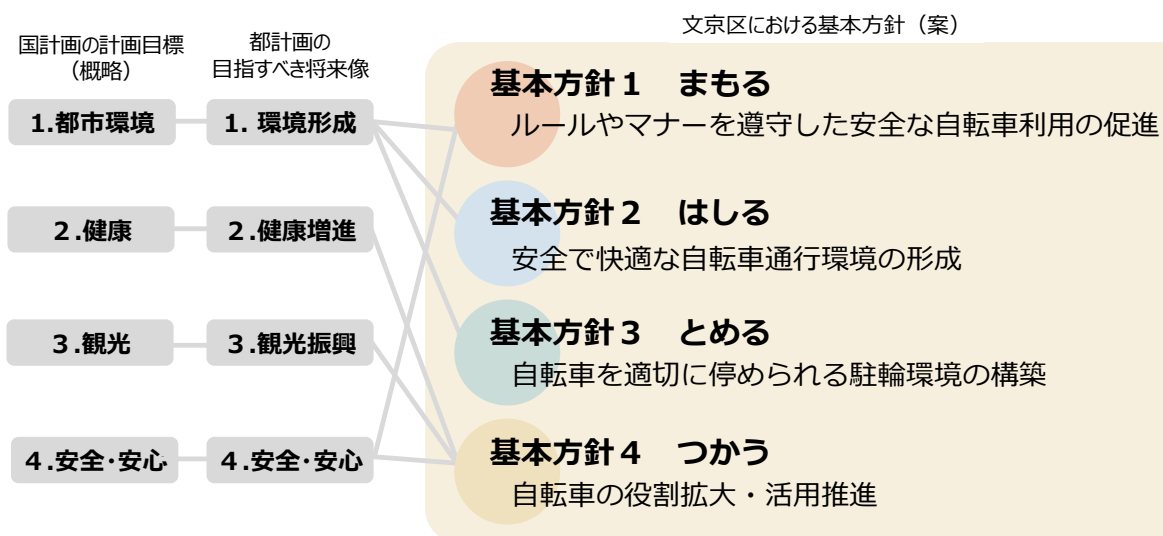 国計画の計画目標
（概略）
都計画の
目指すべき将来像
文京区における基本方針（案）
1.都市環境
1. 環境形成
２.健康
２.健康増進
３.観光
３.観光振興
４.安全・安心
４.安全・安心
基本方針１　まもる
ルールやマナーを遵守した安全な自転車利用の促進
基本方針２　はしる
安全で快適な自転車通行環境の形成
基本方針３　とめる
自転車を適切に停められる駐輪環境の構築
基本方針４　つかう
自転車の役割拡大・活用推進